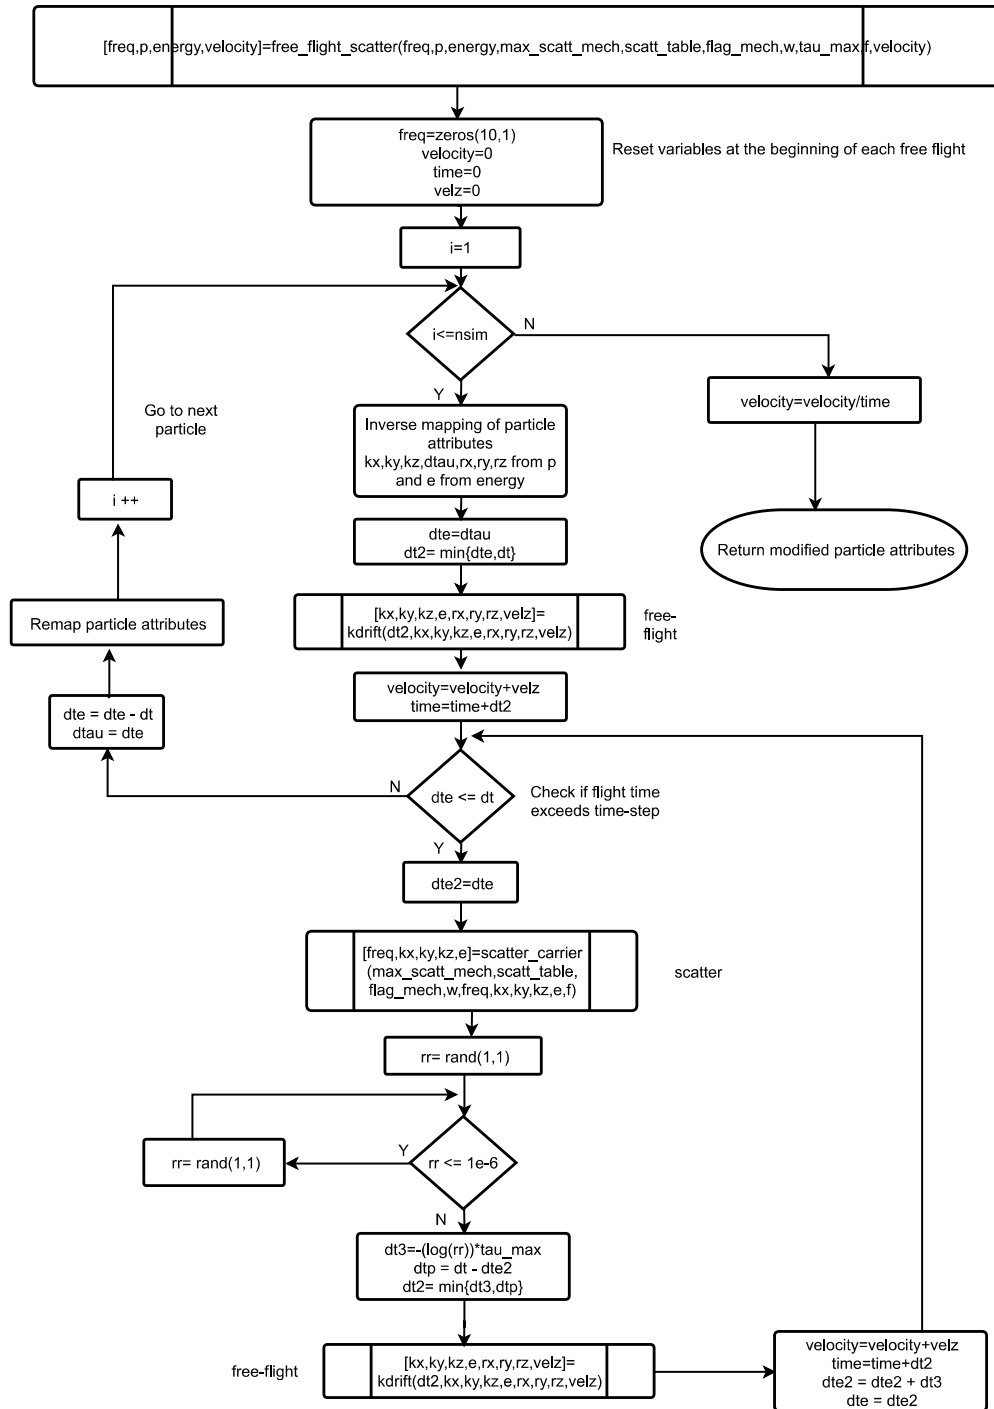 [freq,p,energy,velocity]=free_flight_scatter(freq,p,energy,max_scatt_mech,scatt_table,flag_mech,w,tau_max,f,velocity)
freq=zeros(10,1)
velocity=0
time=0
velz=0
Reset variables at the beginning of each free flight
i=1
i<=nsim
N
Y
velocity=velocity/time
Return modified particle attributes
Go to next
particle
Inverse mapping of particle
attributes
kx,ky,kz,dtau,rx,ry,rz from p
and e from energy
i ++
dte=dtau
dt2= min{dte,dt}
Remap particle attributes
[kx,ky,kz,e,rx,ry,rz,velz]=
kdrift(dt2,kx,ky,kz,e,rx,ry,rz,velz)
free-
flight
velocity=velocity+velz
time=time+dt2
dte = dte - dt
dtau = dte
N
dte <= dt
Check if flight time
exceeds time-step
Y
dte2=dte
[freq,kx,ky,kz,e]=scatter_carrier
(max_scatt_mech,scatt_table,
flag_mech,w,freq,kx,ky,kz,e,f)
scatter
rr= rand(1,1)
rr= rand(1,1)
Y
rr <= 1e-6
N
dt3=-(log(rr))*tau_max
dtp = dt - dte2
dt2= min{dt3,dtp}
free-flight
[kx,ky,kz,e,rx,ry,rz,velz]=
kdrift(dt2,kx,ky,kz,e,rx,ry,rz,velz)
velocity=velocity+velz
time=time+dt2
dte2 = dte2 + dt3
dte = dte2